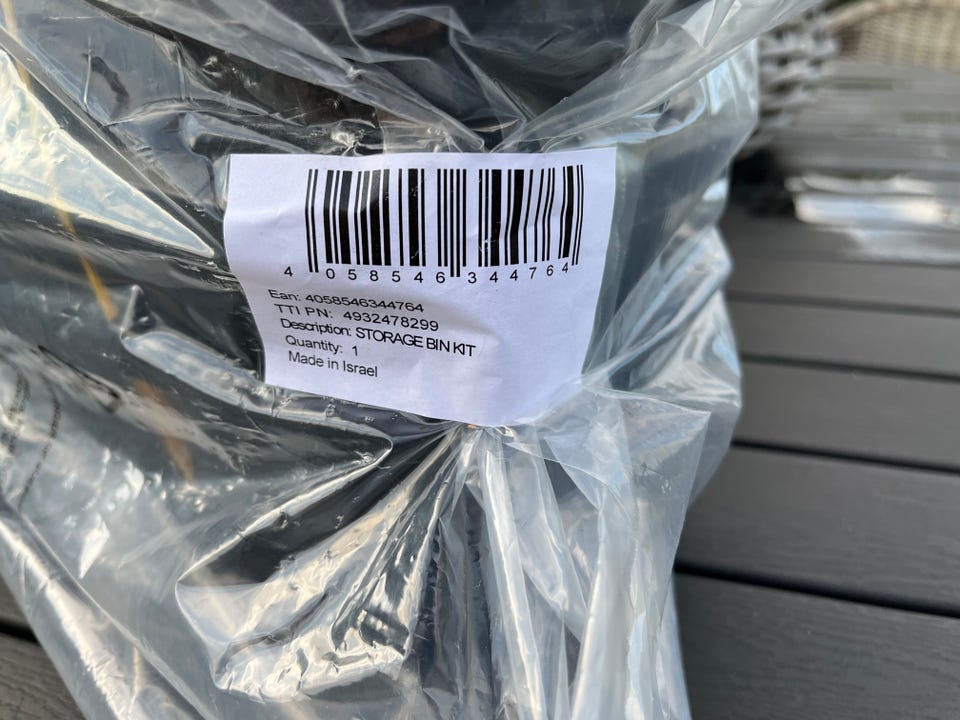 4 058546 344764
Ean: 4058546344764
TTI PN: 4932478299
Description: STORAGE BIN KIT
Quantity: 1
Made in Israel